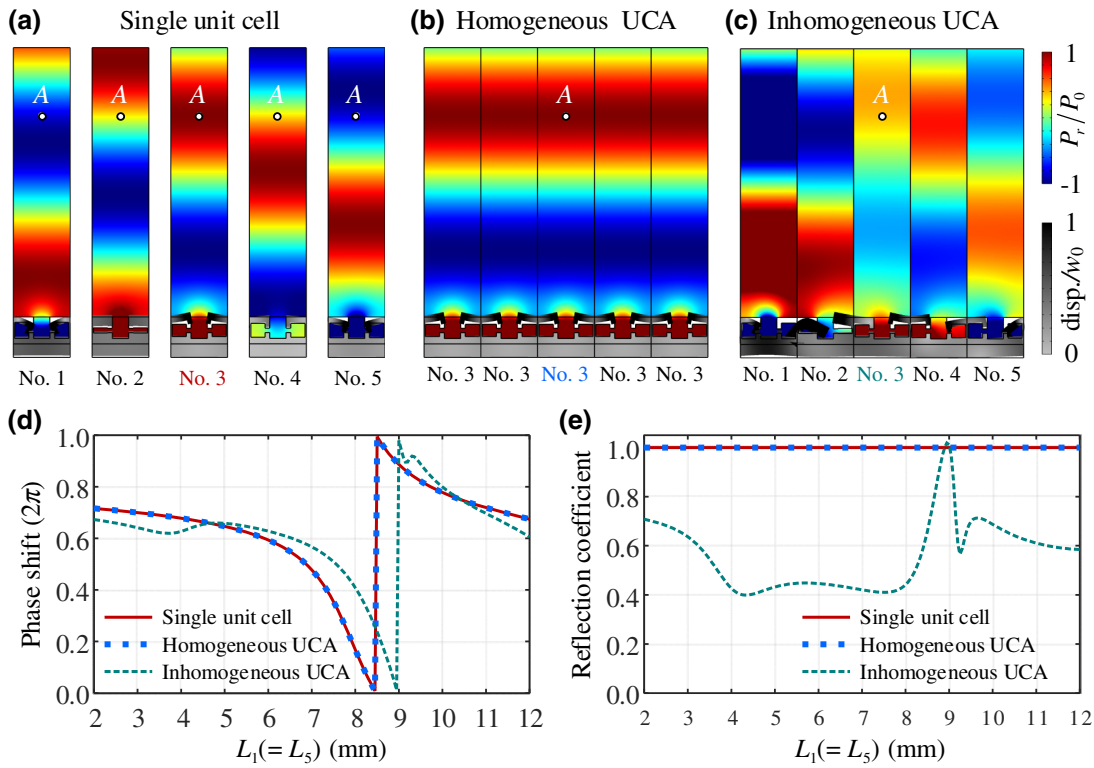 (a) Single unit cell
(b) Homogeneous UCA
(c) Inhomogeneous UCA
A A A A A
A
A
1
P_r / P_0
-1
1
disp./w_0
0
No. 1 No. 2 No. 3 No. 4 No. 5
No. 3 No. 3 No. 3 No. 3 No. 3
No. 1 No. 2 No. 3 No. 4 No. 5
(d)
Phase shift (2π)
1.0
0.8
0.6
0.4
0.2
0.0
Single unit cell
Homogeneous UCA
Inhomogeneous UCA
2 3 4 5 6 7 8 9 10 11 12
L_1(= L_5) (mm)
(e)
Reflection coefficient
1.0
0.8
0.6
0.4
0.2
0.0
Single unit cell
Homogeneous UCA
Inhomogeneous UCA
2 3 4 5 6 7 8 9 10 11 12
L_1(= L_5) (mm)